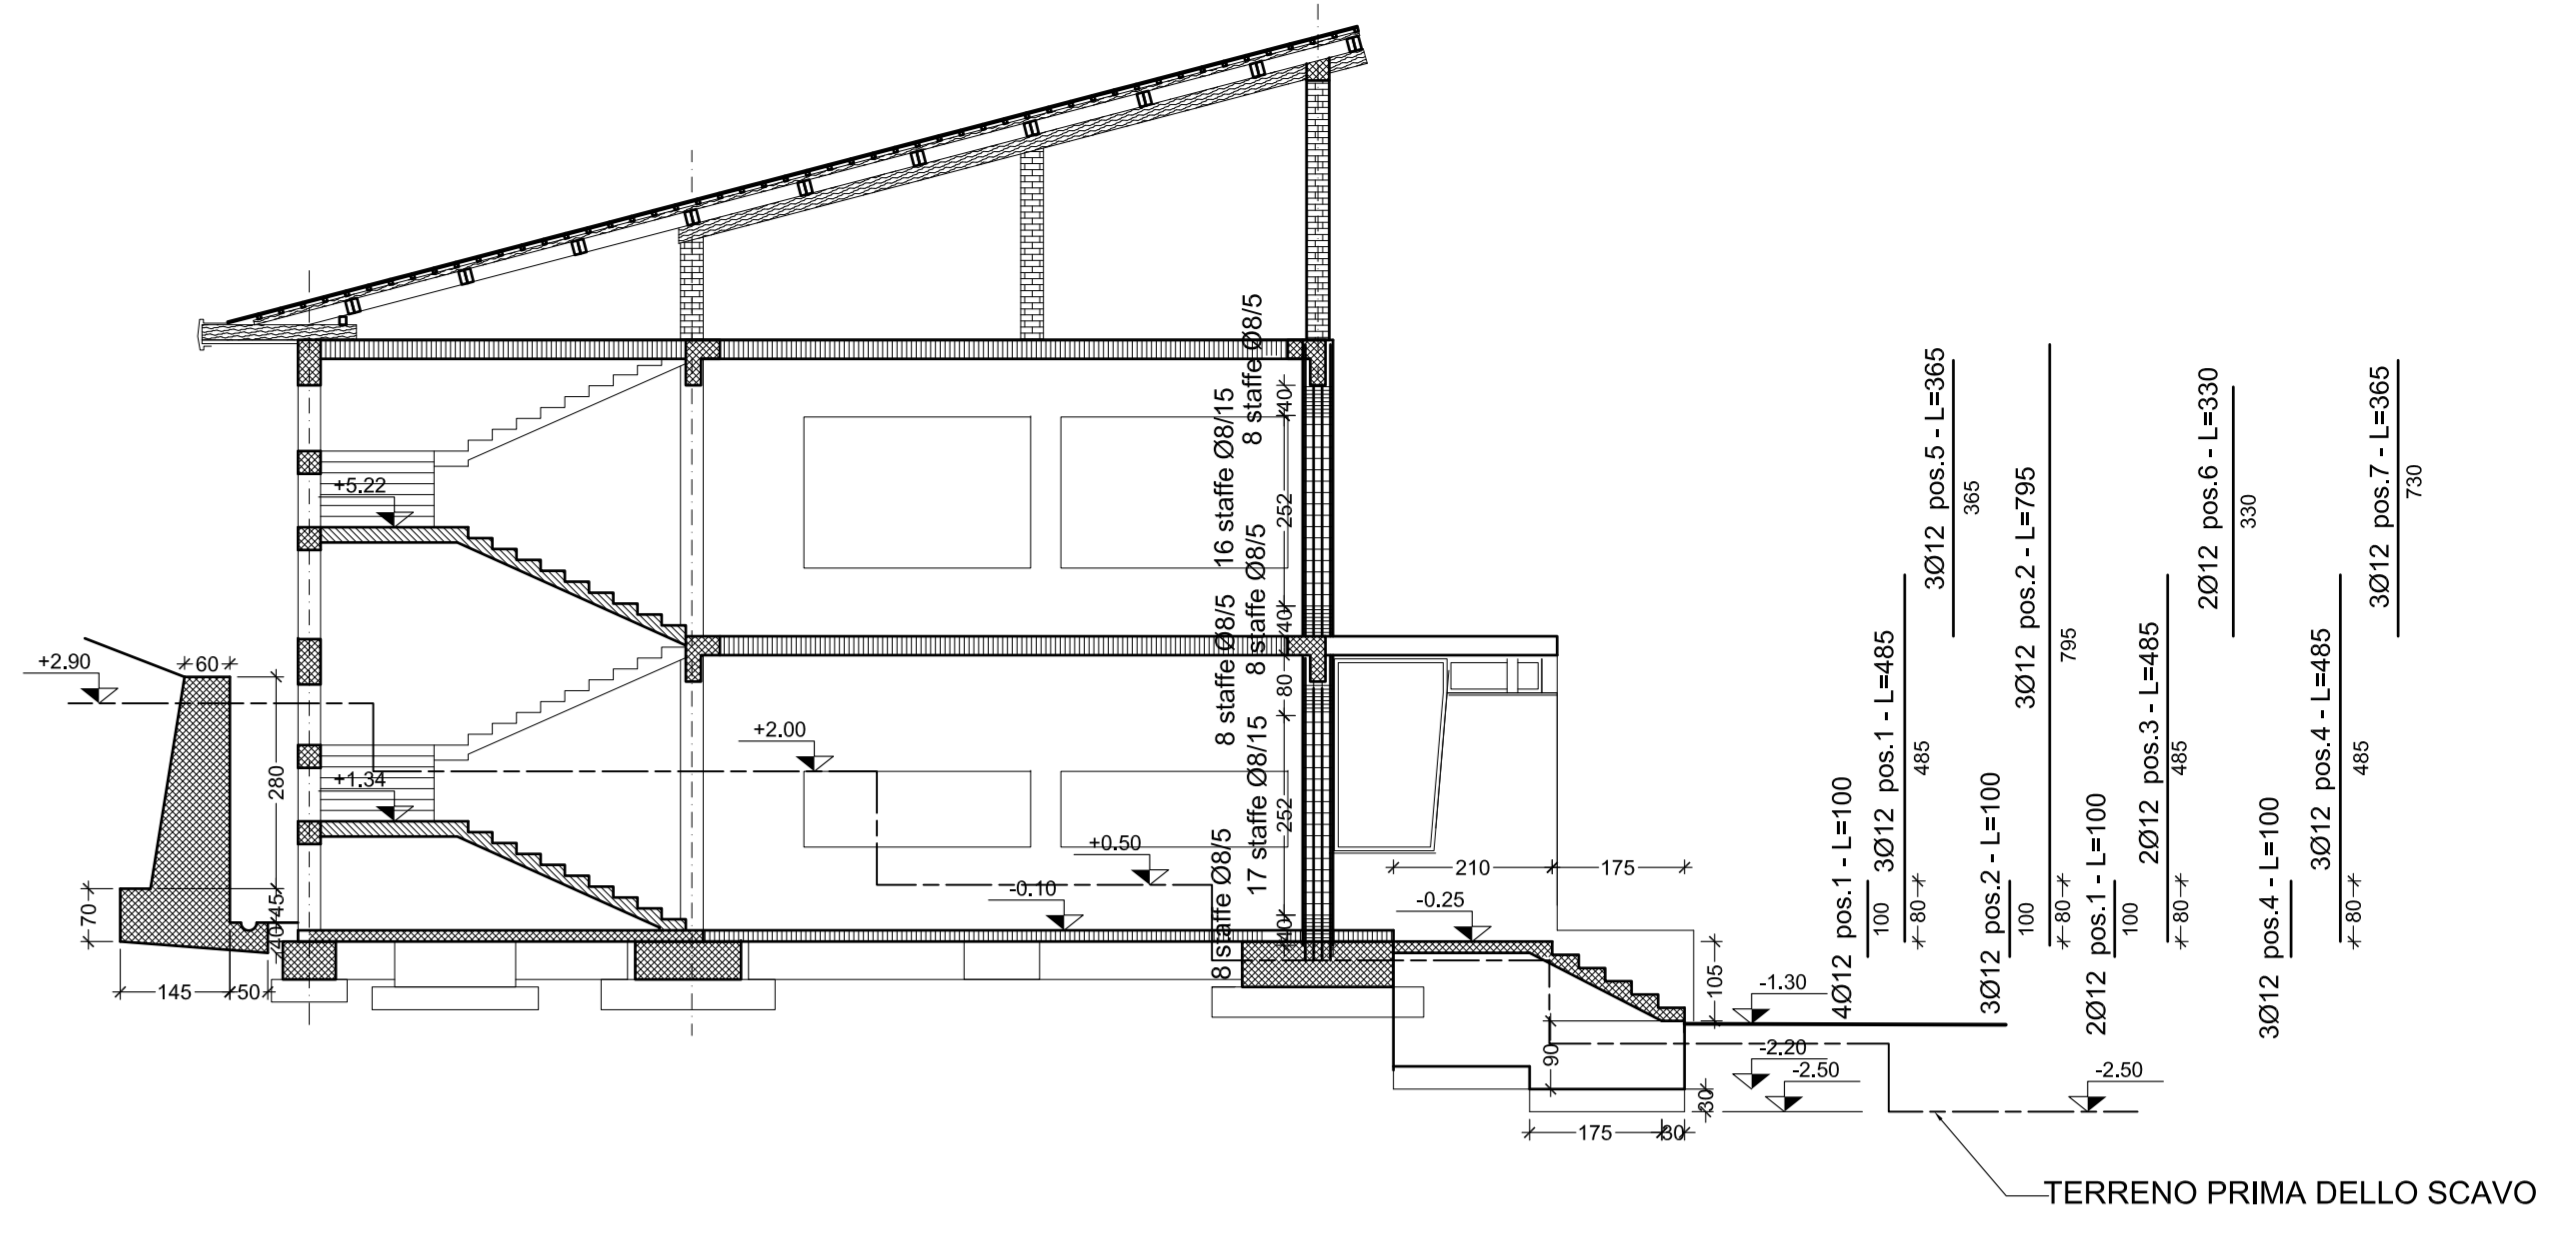 8 staffe Ø8/5
16 staffe Ø8/15
8 staffe Ø8/5
8 staffe Ø8/5
17 staffe Ø8/15
8 staffe Ø8/5
40
252
40
80
252
40
+5.22
+2.90
60
280
+1.34
+2.00
+0.50
-0.10
70
45
40
145
50
210
175
-0.25
105
-1.30
90
-2.20
-2.50
-2.50
30
175
30
4Ø12 pos.1 - L=100
100
3Ø12 pos.1 - L=485
485
80
3Ø12 pos.5 - L=365
365
3Ø12 pos.2 - L=100
100
3Ø12 pos.2 - L=795
795
80
2Ø12 pos.1 - L=100
100
2Ø12 pos.3 - L=485
485
80
2Ø12 pos.6 - L=330
330
3Ø12 pos.4 - L=100
3Ø12 pos.4 - L=485
485
80
3Ø12 pos.7 - L=365
730
TERRENO PRIMA DELLO SCAVO